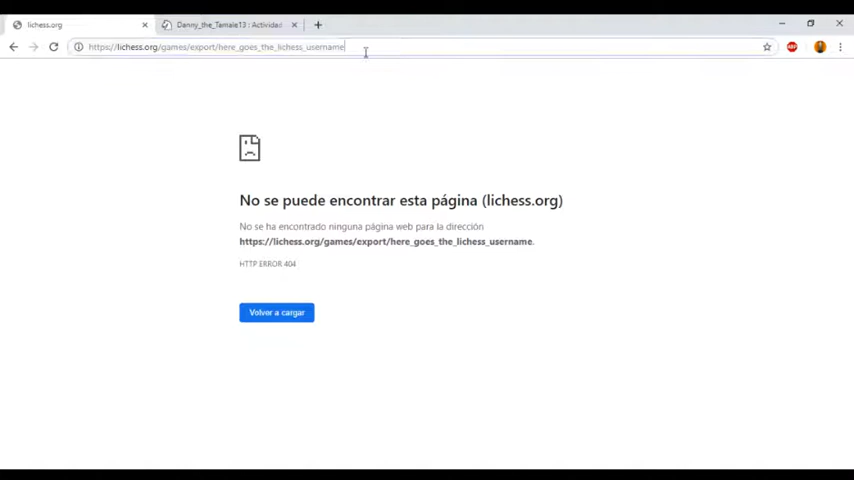 lichess.org
Danny_the_Tamale13 : Actividad
https://lichess.org/games/export/here_goes_the_lichess_username
ABP
No se puede encontrar esta página (lichess.org)
No se ha encontrado ninguna página web para la dirección
https://lichess.org/games/export/here_goes_the_lichess_username.
HTTP ERROR 404
Volver a cargar